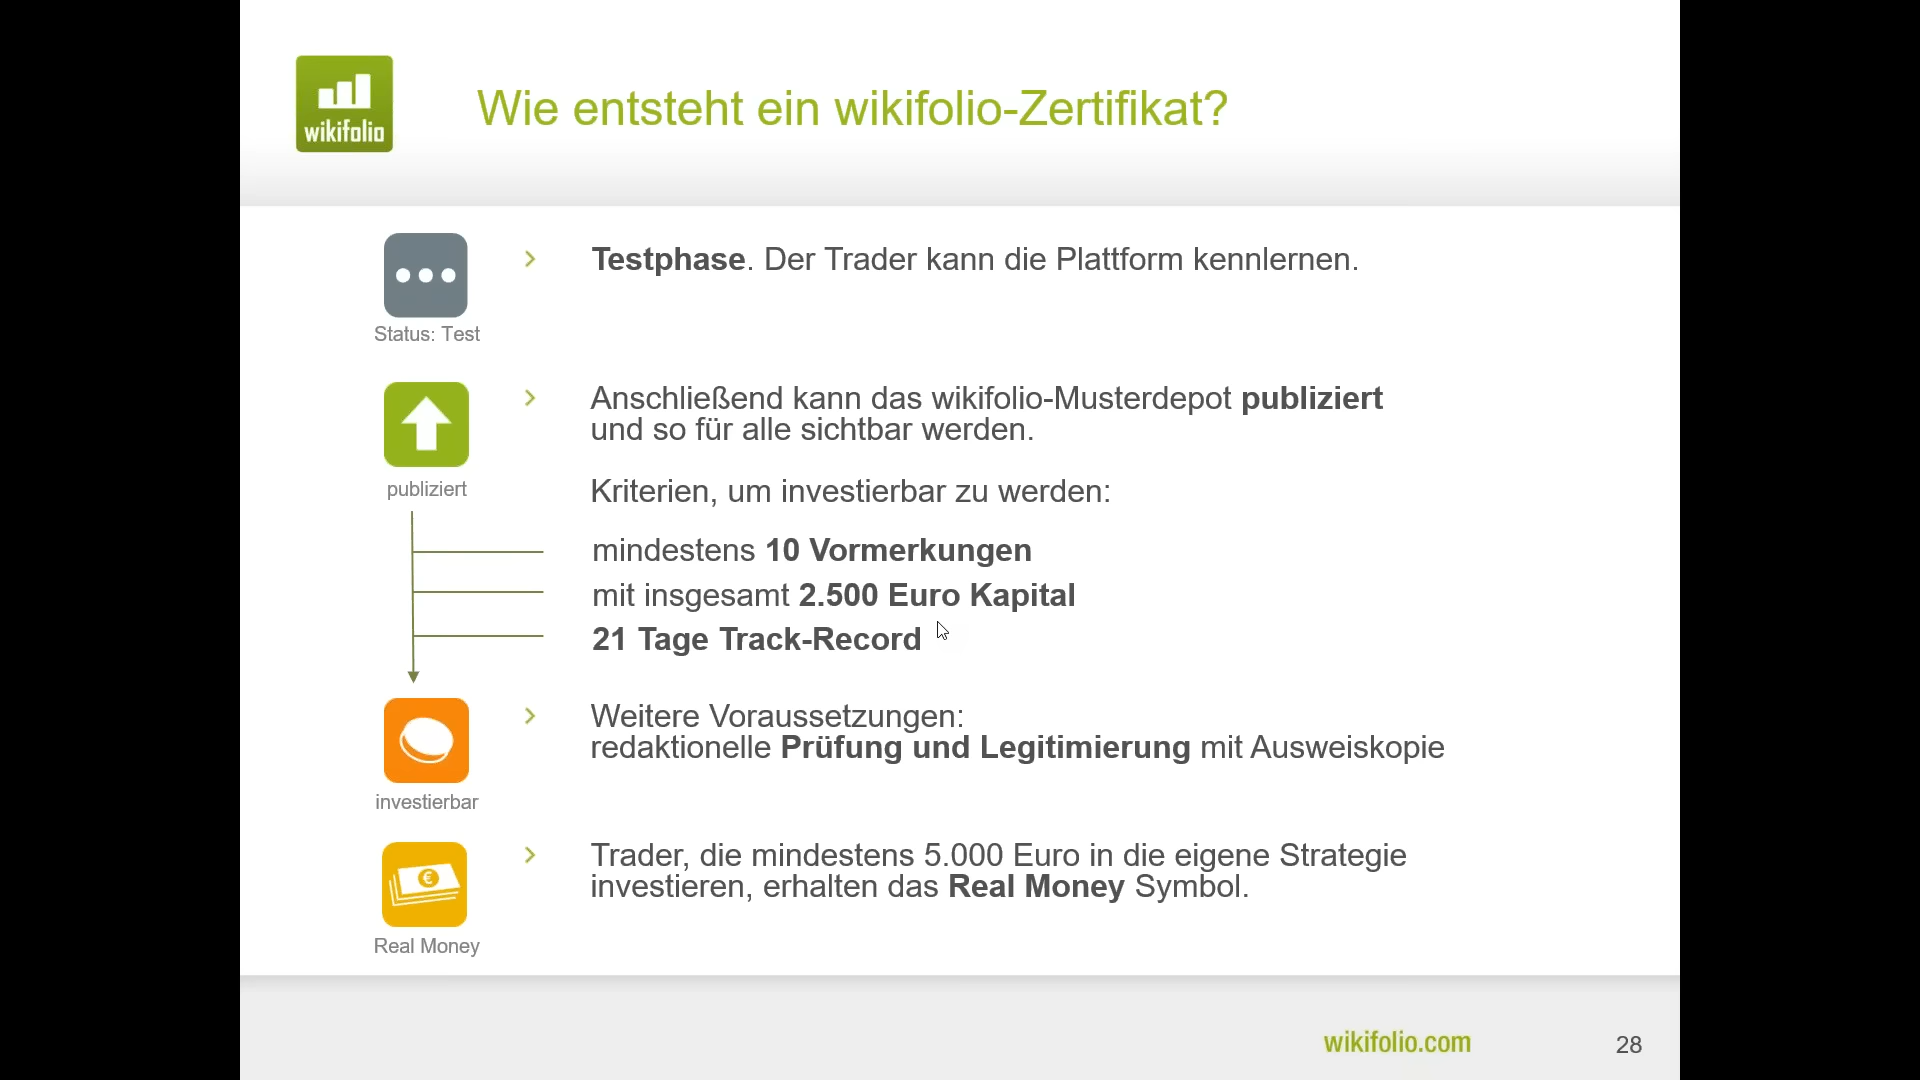 wikifolio
Wie entsteht ein wikifolio-Zertifikat?
Status: Test
Testphase. Der Trader kann die Plattform kennlernen.
publiziert
Anschließend kann das wikifolio-Musterdepot publiziert
und so für alle sichtbar werden.
Kriterien, um investierbar zu werden:
mindestens 10 Vormerkungen
mit insgesamt 2.500 Euro Kapital
21 Tage Track-Record
investierbar
Weitere Voraussetzungen:
redaktionelle Prüfung und Legitimierung mit Ausweiskopie
€
Real Money
Trader, die mindestens 5.000 Euro in die eigene Strategie
investieren, erhalten das Real Money Symbol.
wikifolio.com
28